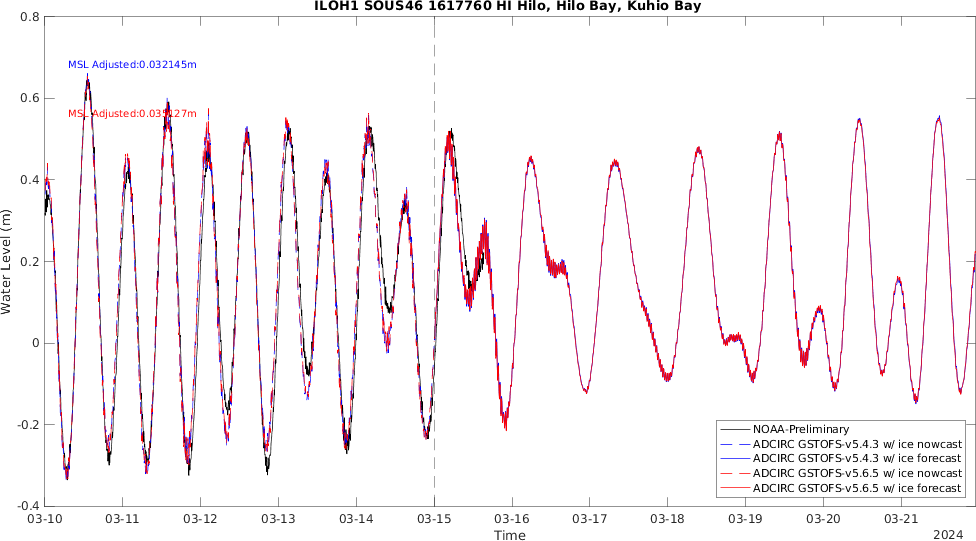 ILOH1 SOUS46 1617760 HI Hilo, Hilo Bay, Kuhio Bay
0.8
0.6
0.4
0.2
0
-0.2
-0.4
Water Level (m)
MSL Adjusted:0.032145m
MSL Adjusted:0.035127m
NOAA-Preliminary
ADCIRC GSTOFS-v5.4.3 w/ ice nowcast
ADCIRC GSTOFS-v5.4.3 w/ ice forecast
ADCIRC GSTOFS-v5.6.5 w/ ice nowcast
ADCIRC GSTOFS-v5.6.5 w/ ice forecast
03-10 03-11 03-12 03-13 03-14 03-15 03-16 03-17 03-18 03-19 03-20 03-21
Time
2024